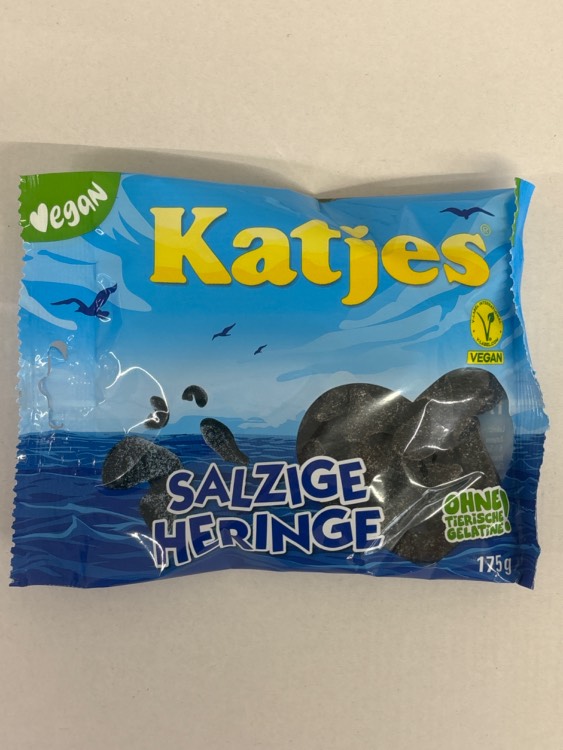 vegan
Katjes®
VEGAN
SALZIGE
HERINGE
OHNE
TIERISCHE
GELATINE!
175g